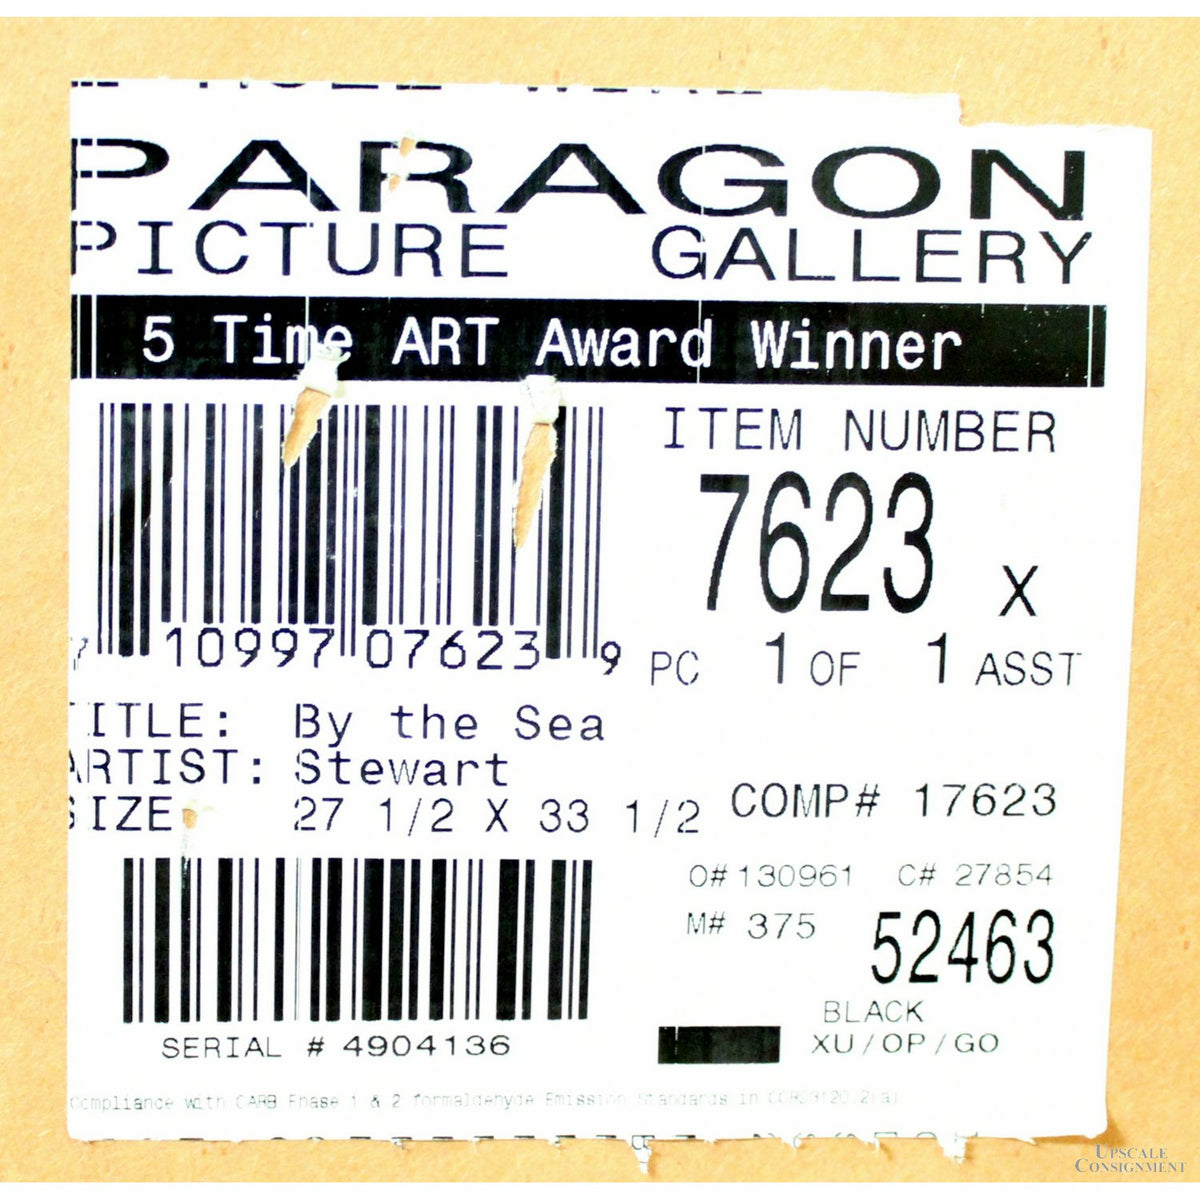 PARAGON
PICTURE GALLERY
5 Time ART Award Winner
ITEM NUMBER
7623 X
7 10997 07623 9
PC 1 OF 1 ASST
TITLE: By the Sea
ARTIST: Stewart
SIZE 27 1/2 X 33 1/2
COMP# 17623
O# 130961 C# 27854
M# 375 52463
BLACK
XU/OP/GO
SERIAL # 4904136
Compliance with CARB Phase 1 & 2 formaldehyde Emission Standards in
UPSCALE
CONSIGNMENT